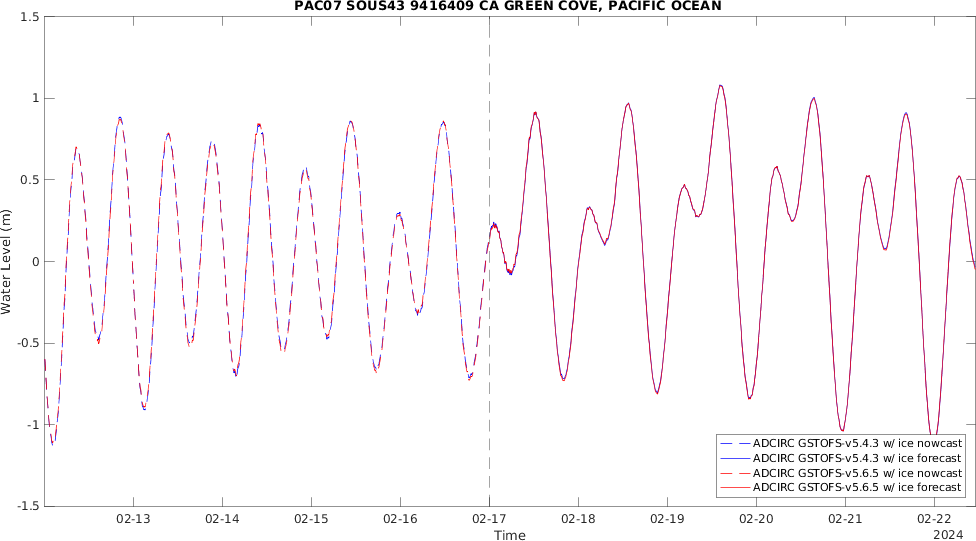 PAC07 SOUS43 9416409 CA GREEN COVE, PACIFIC OCEAN
1.5
1
0.5
0
-0.5
-1
-1.5
Water Level (m)
ADCIRC GSTOFS-v5.4.3 w/ ice nowcast
ADCIRC GSTOFS-v5.4.3 w/ ice forecast
ADCIRC GSTOFS-v5.6.5 w/ ice nowcast
ADCIRC GSTOFS-v5.6.5 w/ ice forecast
02-13 02-14 02-15 02-16 02-17 02-18 02-19 02-20 02-21 02-22
Time
2024